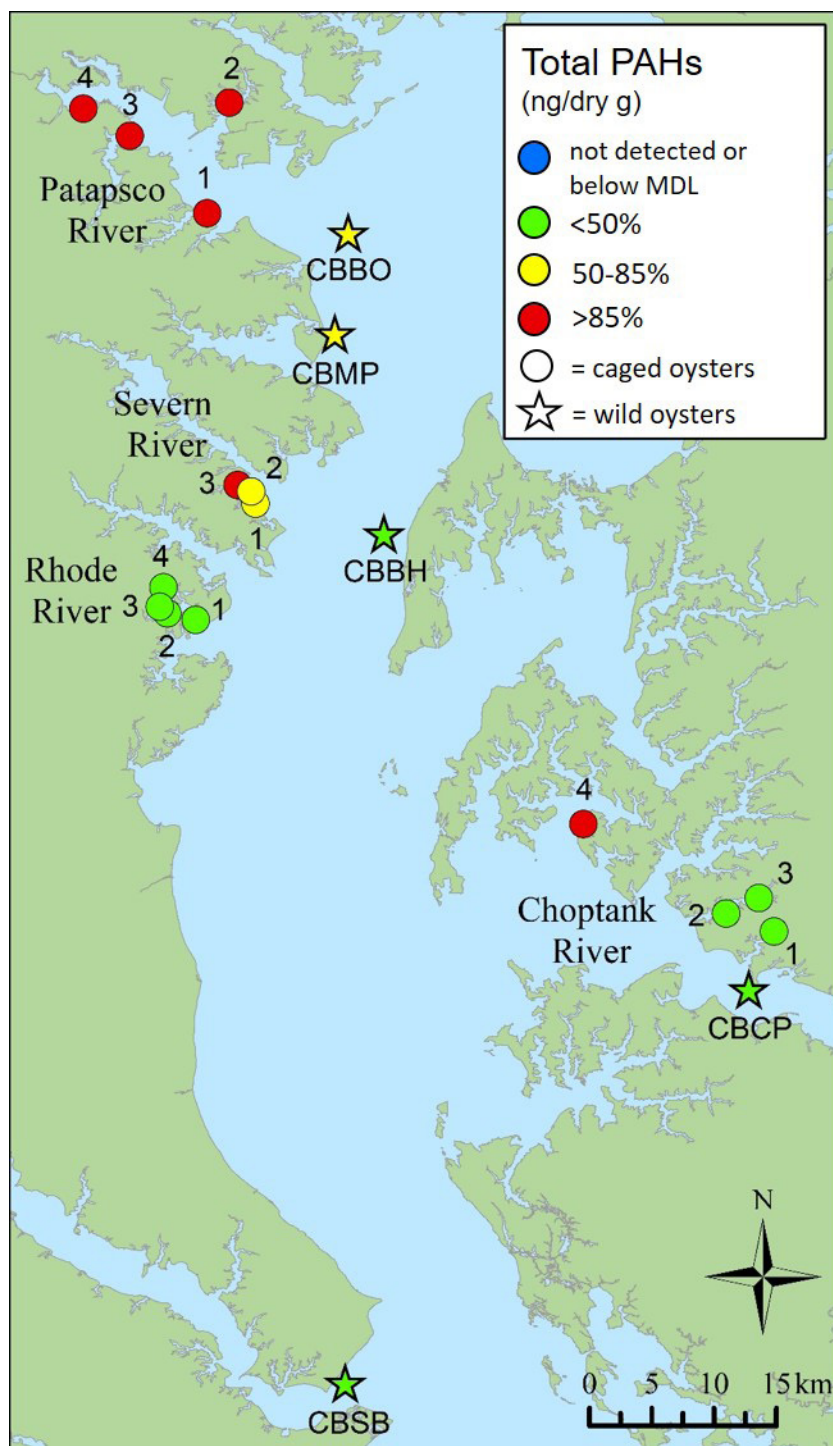 Total PAHs
(ng/dry g)
not detected or
below MDL
<50%
50-85%
>85%
= caged oysters
= wild oysters
4
3
2
1
Patapsco
River
CBBO
CBMP
Severn
River
3
2
1
CBBH
Rhode
River
4
3
2
1
4
Choptank
River
3
2
1
CBCP
N
0 5 10 15 km
CBSB